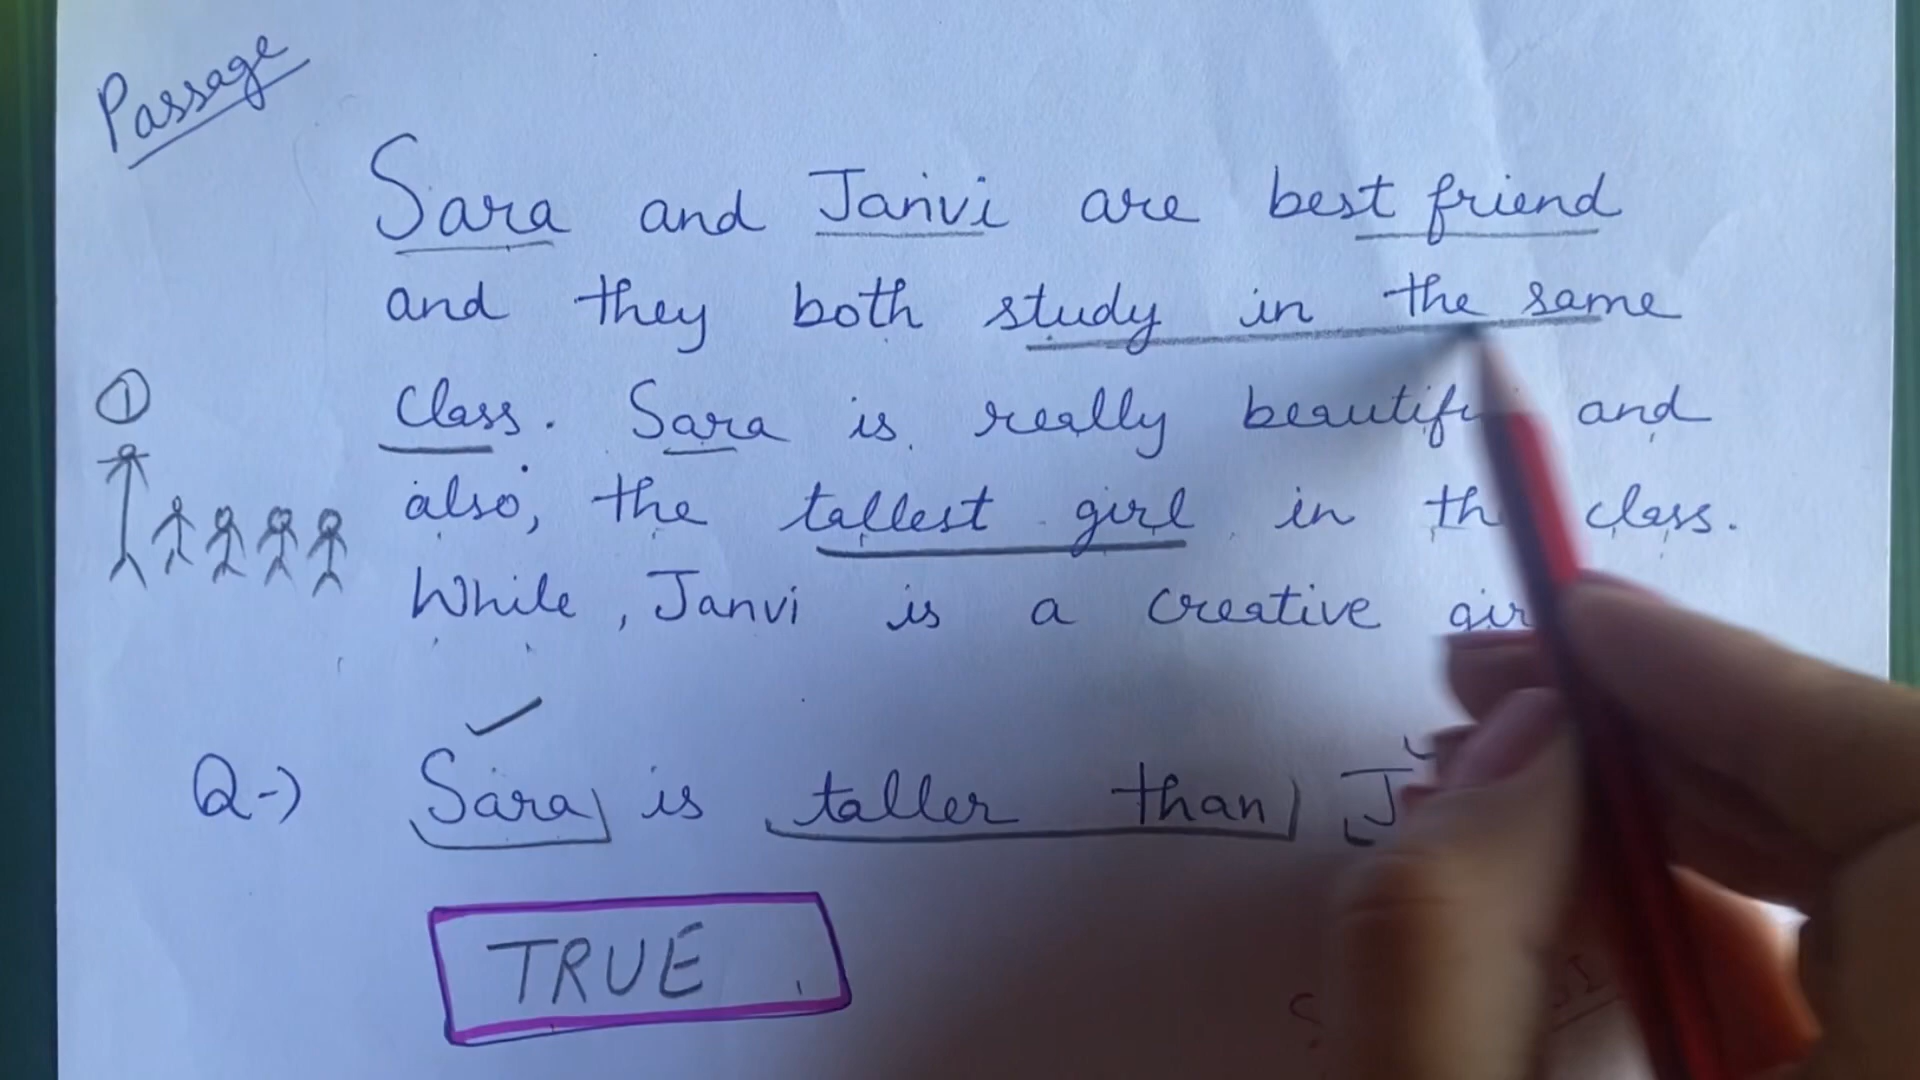 Passage
Sara and Janvi are best friend
and they both study in the same
class. Sara is really and
also, the tallest girl in class.
While, Janvi is a creative
Q→ Sara is taller than
TRUE
①